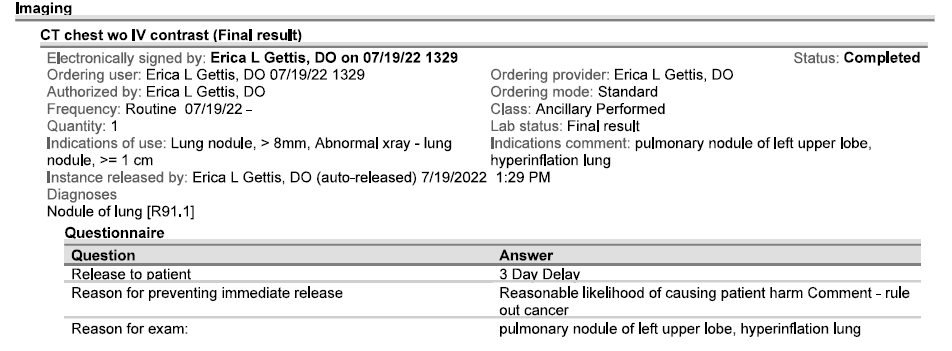 Imaging
CT chest wo IV contrast (Final result)
Electronically signed by: Erica L Gettis, DO on 07/19/22 1329 Status: Completed
Ordering user: Erica L Gettis, DO 07/19/22 1329 Ordering provider: Erica L Gettis, DO
Authorized by: Erica L Gettis, DO Ordering mode: Standard
Frequency: Routine 07/19/22 – Class: Ancillary Performed
Quantity: 1 Lab status: Final result
Indications of use: Lung nodule, > 8mm, Abnormal xray - lung Indications comment: pulmonary nodule of left upper lobe,
nodule, >= 1 cm hyperinflation lung
Instance released by: Erica L Gettis, DO (auto-released) 7/19/2022 1:29 PM
Diagnoses
Nodule of lung [R91.1]
Questionnaire
Question Answer
Release to patient 3 Day Delay
Reason for preventing immediate release Reasonable likelihood of causing patient harm Comment - rule
out cancer
Reason for exam: pulmonary nodule of left upper lobe, hyperinflation lung